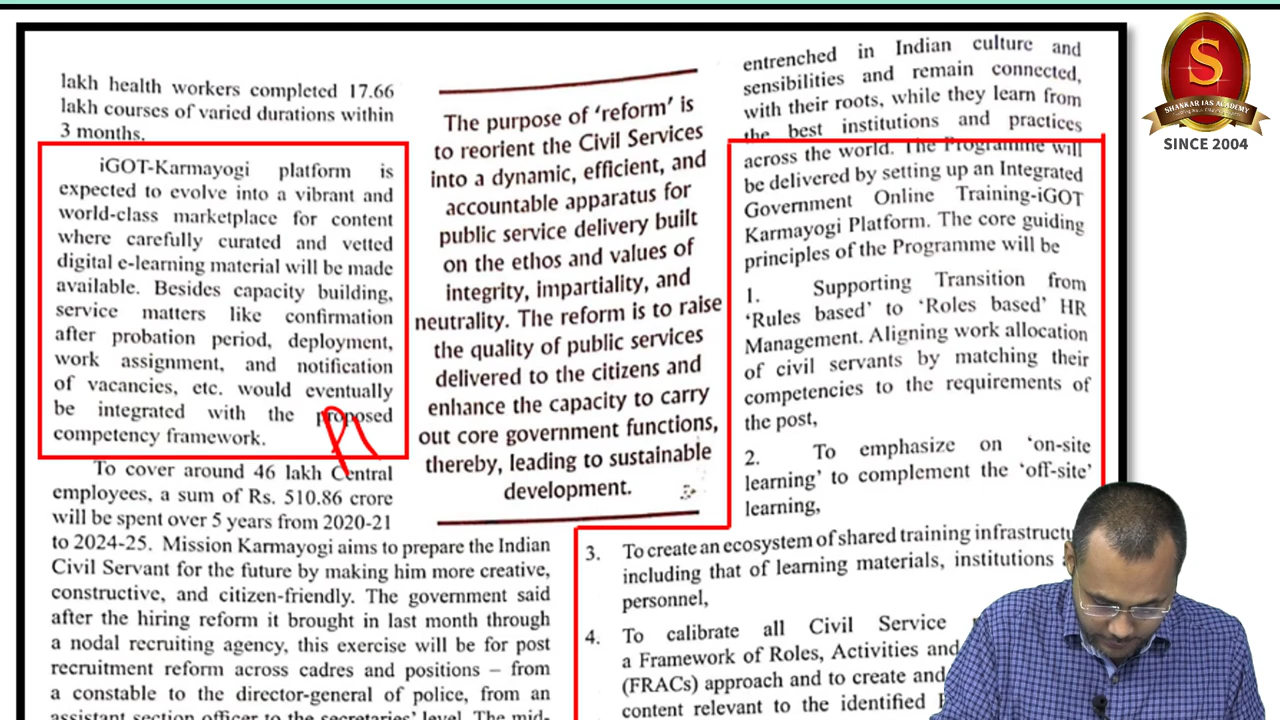 lakh health workers completed 17.66
lakh courses of varied durations within
3 months.
iGOT-Karmayogi platform is
expected to evolve into a vibrant and
world-class marketplace for content
where carefully curated and vetted
digital e-learning material will be made
available. Besides capacity building,
service matters like confirmation
after probation period, deployment,
work assignment, and notification
of vacancies, etc. would eventually
be integrated with the proposed
competency framework.
To cover around 46 lakh Central
employees, a sum of Rs. 510.86 crore
will be spent over 5 years from 2020-21
to 2024-25. Mission Karmayogi aims to prepare the Indian
Civil Servant for the future by making him more creative,
constructive, and citizen-friendly. The government said
after the hiring reform it brought in last month through
a nodal recruiting agency, this exercise will be for post
recruitment reform across cadres and positions – from
a constable to the director-general of police, from an
assistant section officer to the secretaries' level. The mid-
The purpose of 'reform' is
to reorient the Civil Services
into a dynamic, efficient, and
accountable apparatus for
public service delivery built
on the ethos and values of
integrity, impartiality, and
neutrality. The reform is to raise
the quality of public services
delivered to the citizens and
enhance the capacity to carry
out core government functions,
thereby, leading to sustainable
development.
entrenched in Indian culture and
sensibilities and remain connected,
with their roots, while they learn from
the best institutions and practices
across the world. The Programme will
be delivered by setting up an Integrated
Government Online Training-iGOT
Karmayogi Platform. The core guiding
principles of the Programme will be
1. Supporting Transition from
'Rules based' to 'Roles based' HR
Management. Aligning work allocation
of civil servants by matching their
competencies to the requirements of
the post,
2. To emphasize on 'on-site
learning' to complement the 'off-site'
learning,
3. To create an ecosystem of shared training infrastructu
including that of learning materials, institutions
personnel,
4. To calibrate all Civil Service
a Framework of Roles, Activities and
(FRACs) approach and to create and
content relevant to the identified
S
SHANKAR IAS ACADEMY
SINCE 2004